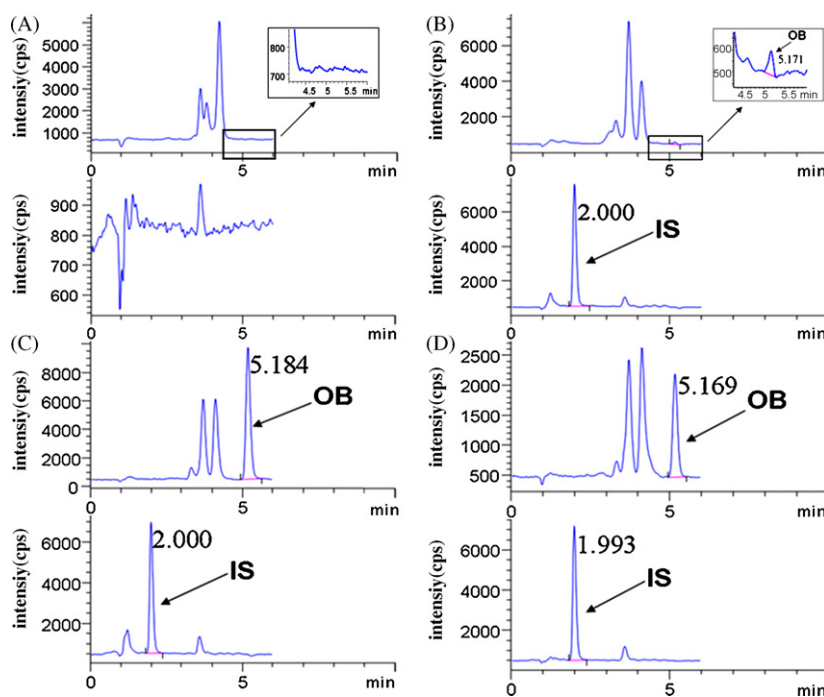 (A)
intensiy(cps)
6000
5000
4000
3000
2000
1000
0
5
min
800
700
4.5
5
5.5
min
intensiy(cps)
900
800
700
600
0
5
min
(B)
intensiy(cps)
6000
4000
2000
0
0
5
min
OB
5.171
600
500
4.5
5
5.5
min
intensiy(cps)
6000
4000
2000
0
5
min
2.000
IS
(C)
intensiy(cps)
8000
6000
4000
2000
0
0
5
min
5.184
OB
intensiy(cps)
6000
4000
2000
0
5
min
2.000
IS
(D)
intensiy(cps)
2500
2000
1500
1000
500
0
5
min
5.169
OB
intensiy(cps)
6000
4000
2000
0
5
min
1.993
IS